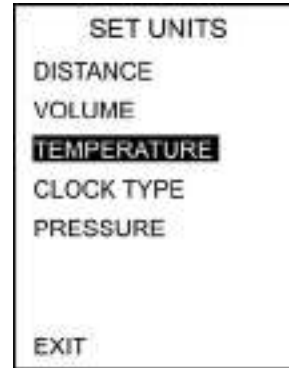 SET UNITS
DISTANCE
VOLUME
TEMPERATURE
CLOCK TYPE
PRESSURE
EXIT